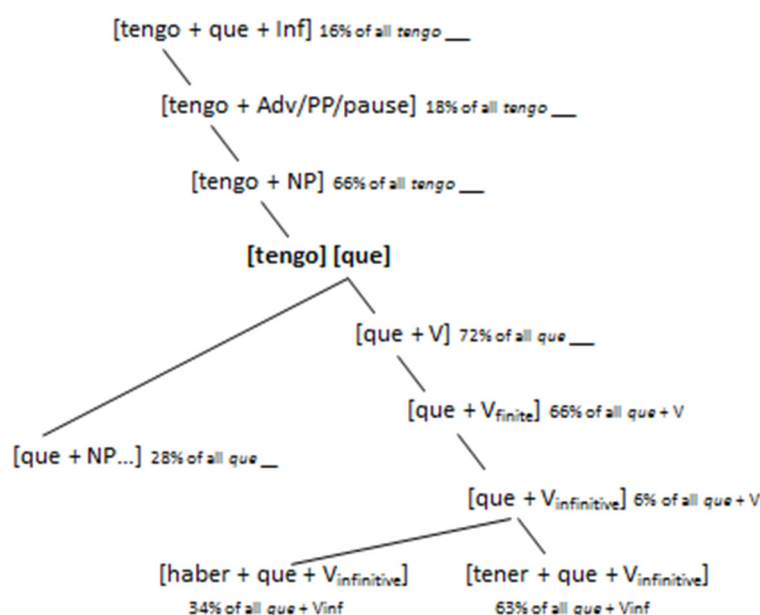 [tengo + que + Inf] 16% of all tengo __
[tengo + Adv/PP/pause] 18% of all tengo __
[tengo + NP] 66% of all tengo __
[tengo] [que]
[que + V] 72% of all que __
[que + Vfinite] 66% of all que + V
[que + NP...] 28% of all que __
[que + Vinfinitive] 6% of all que + V
[haber + que + Vinfinitive] [tener + que + Vinfinitive]
34% of all que + Vinf 63% of all que + Vinf